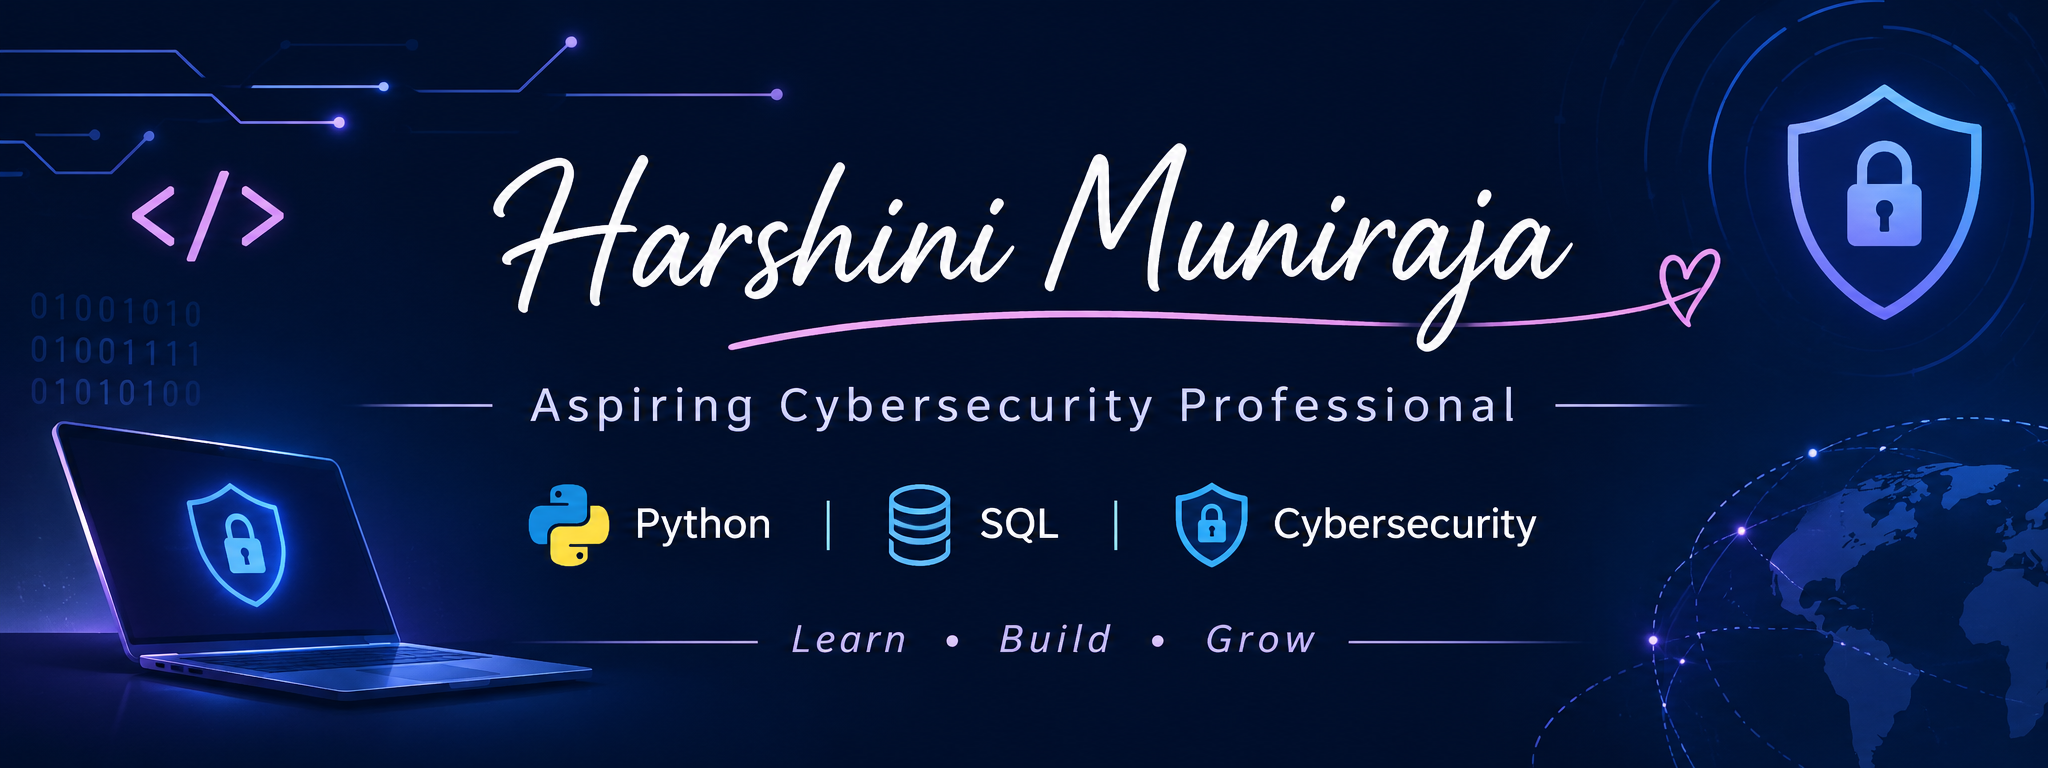 </>
Harshini Muniraja
01001010
01001111
01010100
Aspiring Cybersecurity Professional
Python | SQL | Cybersecurity
Learn • Build • Grow